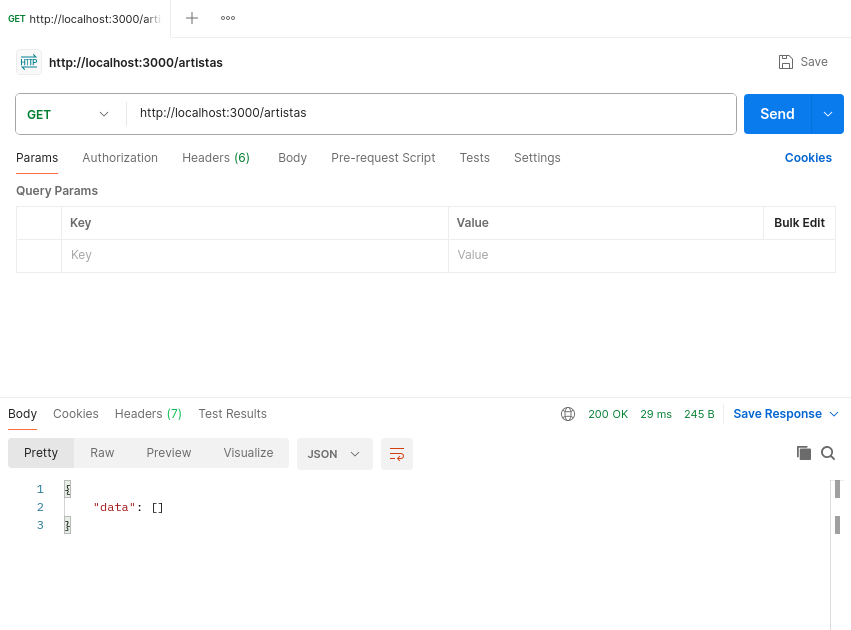 GET http://localhost:3000/arti
HTTP http://localhost:3000/artistas Save
GET http://localhost:3000/artistas Send
Params Authorization Headers (6) Body Pre-request Script Tests Settings Cookies
Query Params
Key Value Bulk Edit
Key Value
Body Cookies Headers (7) Test Results 200 OK 29 ms 245 B Save Response
Pretty Raw Preview Visualize JSON
1 {
2 "data": []
3 }